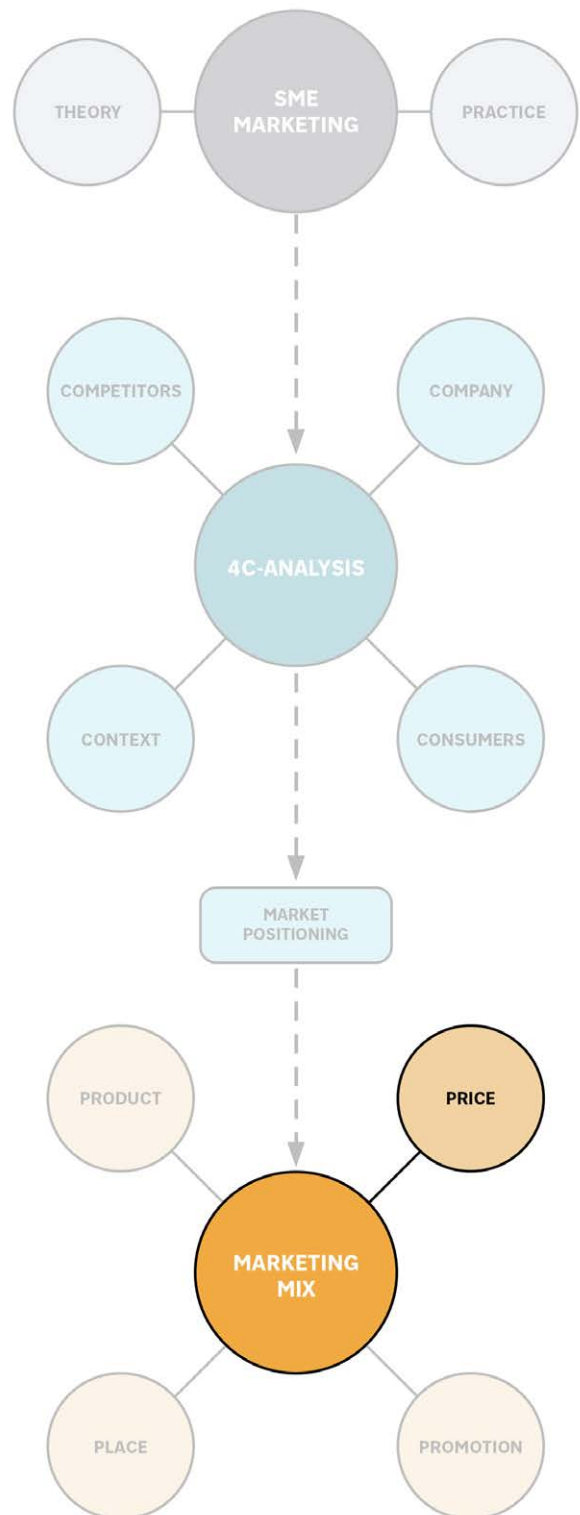 THEORY
SME
MARKETING
PRACTICE
COMPETITORS
COMPANY
4C-ANALYSIS
CONTEXT
CONSUMERS
MARKET
POSITIONING
PRODUCT
PRICE
MARKETING
MIX
PLACE
PROMOTION